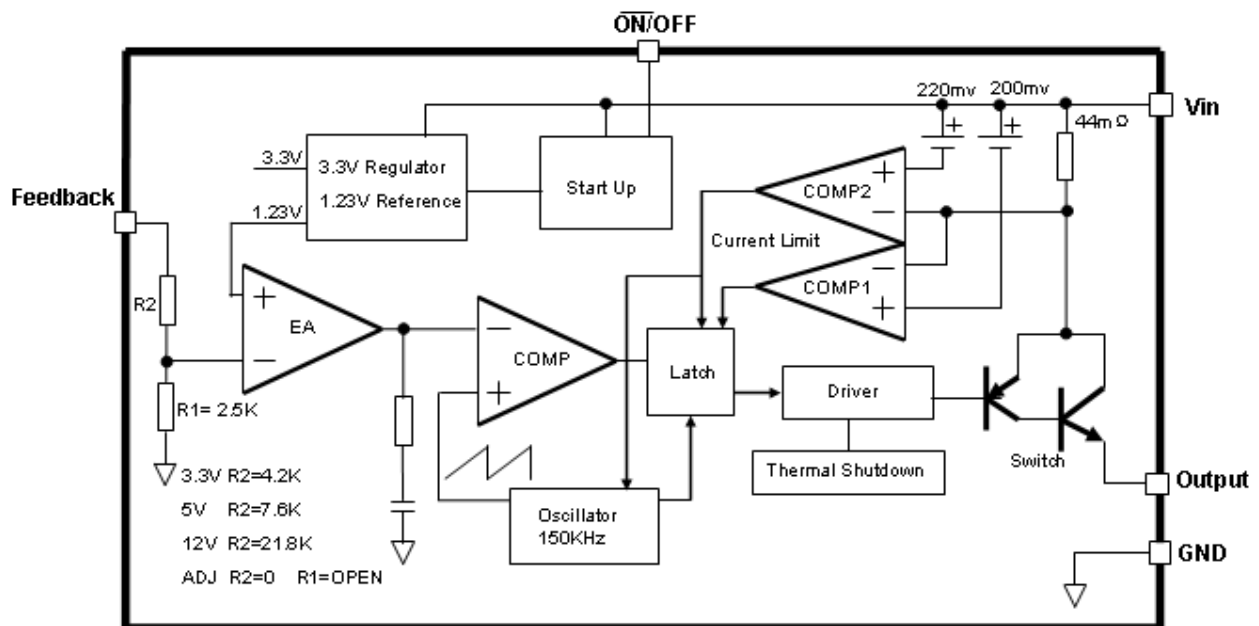 ON/OFF
220mv
200mv
Vin
44mΩ
3.3V
3.3V Regulator
1.23V Reference
1.23V
Start Up
+
+
+
−
COMP2
Feedback
Current Limit
−
+
COMP1
R2
+
−
EA
−
+
COMP
Latch
Driver
R1= 2.5K
Switch
Thermal Shutdown
3.3V R2=4.2K
5V R2=7.6K
12V R2=21.8K
ADJ R2=0 R1=OPEN
Oscillator
150KHz
Output
GND